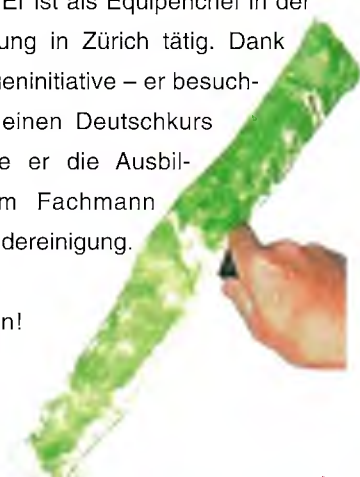 Er ist als Equipenchef in der
ung in Zürich tätig. Dank
eninitiative – er besuch-
einen Deutschkurs
e er die Ausbil-
m Fachmann
dereinigung.
n!